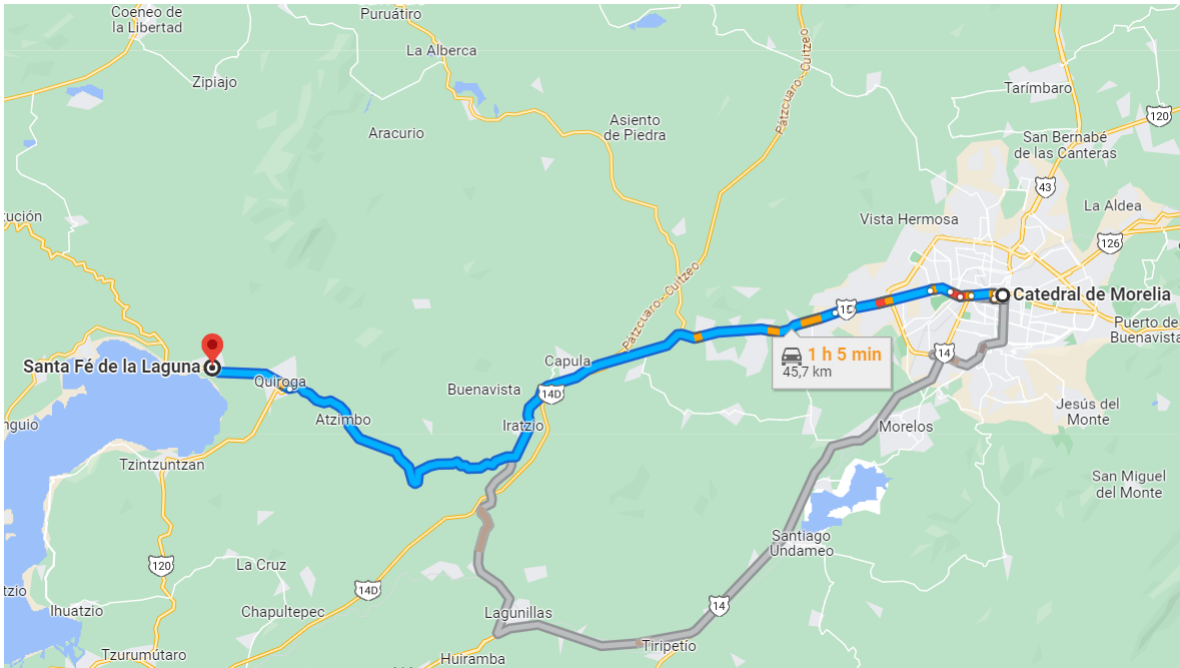 Coeneo de
la Libertad
Puruátiro
La Alberca
Zipiajo
Aracurio
Asiento
de Piedra
Patzcuaro - Cuitzeo
Tarímbaro
120
San Bernabé
de las Canteras
43
La Aldea
126
tución
Vista Hermosa
Patzcuaro - Cuitzeo
Catedral de Morelia
Puerto de
Buenavista
14
1 h 5 min
45,7 km
Santa Fé de la Laguna
Quiroga
Capula
Buenavista
14D
Iratzio
Atzimbo
Jesús del
Monte
Morelos
nguio
Tzintzuntzan
San Miguel
del Monte
Santiago
Undameo
120
La Cruz
14D
tzio
Ihuatzio
Chapultepec
Lagunillas
14
Tiripetío
Tzurumútaro
Huiramba